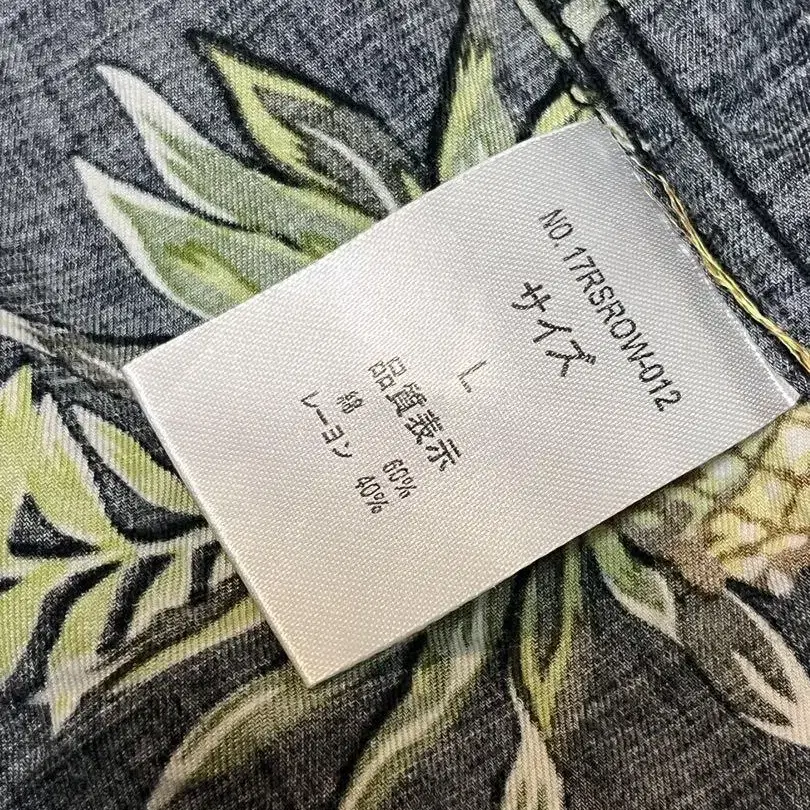 NO.17RSROW-012
サイズ
L
品質表示
綿 60%
レーヨン 40%